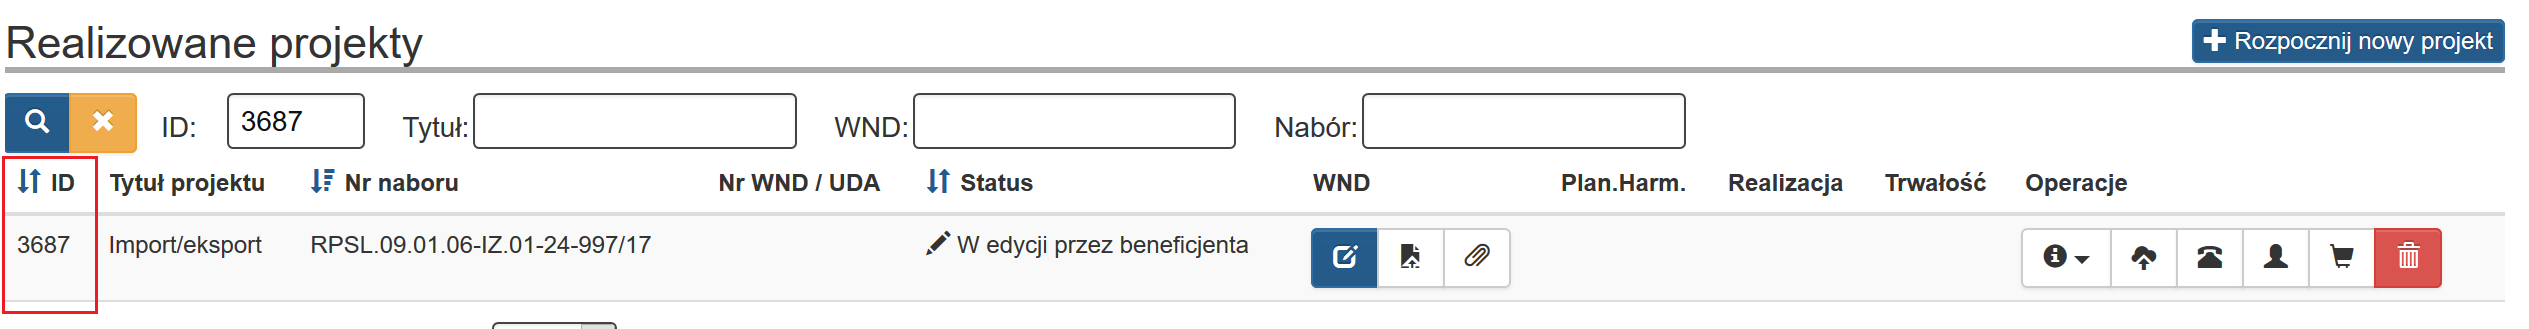 Realizowane projekty
Rozpocznij nowy projekt
ID: 3687 Tytuł: WND: Nabór:
ID Tytuł projektu Nr naboru Nr WND / UDA Status WND Plan.Harm. Realizacja Trwałość Operacje
3687 Import/eksport RPSL.09.01.06-IZ.01-24-997/17 W edycji przez beneficjenta